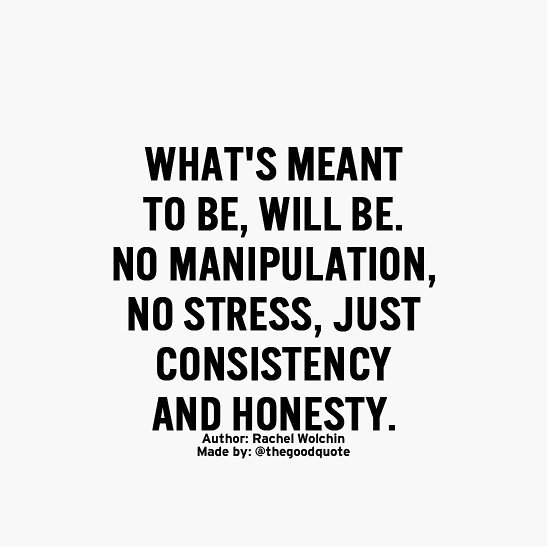 WHAT'S MEANT
TO BE, WILL BE.
NO MANIPULATION,
NO STRESS, JUST
CONSISTENCY
AND HONESTY.
Author: Rachel Wolchin
Made by: @thegoodquote